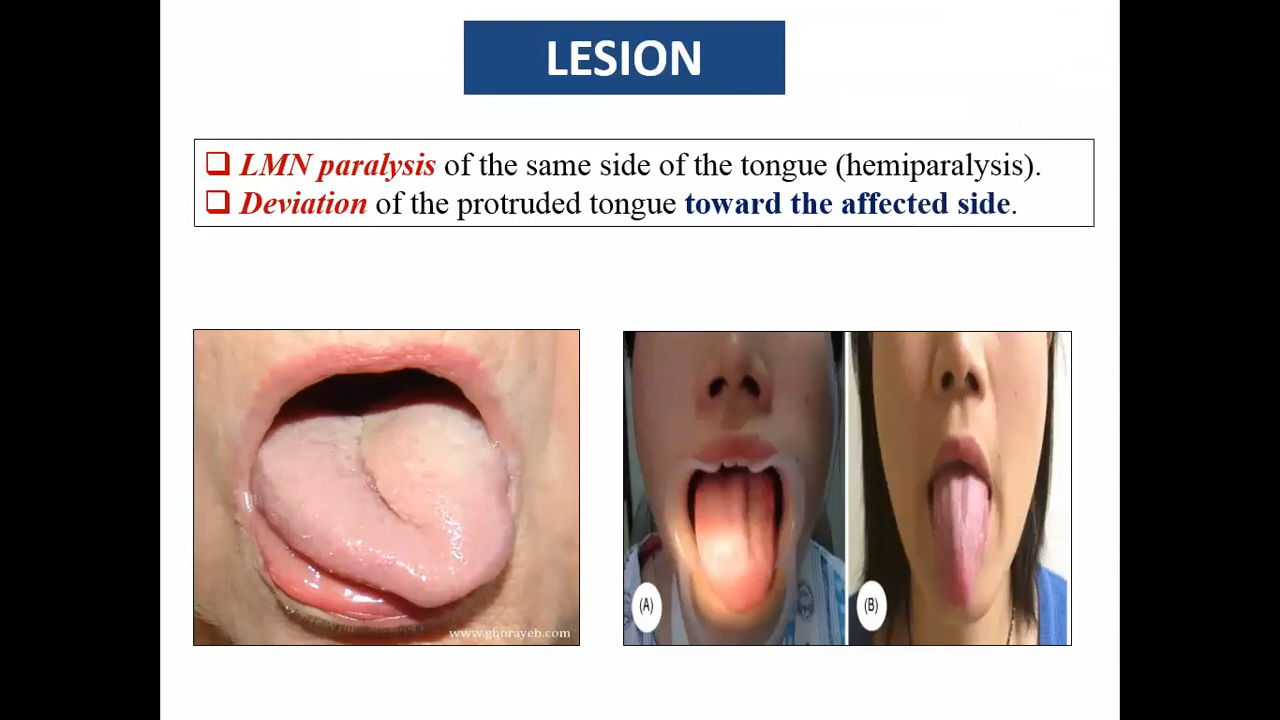 LESION
❑ LMN paralysis of the same side of the tongue (hemiparalysis).
❑ Deviation of the protruded tongue toward the affected side.
www.ghorayeb.com
(A)
(B)